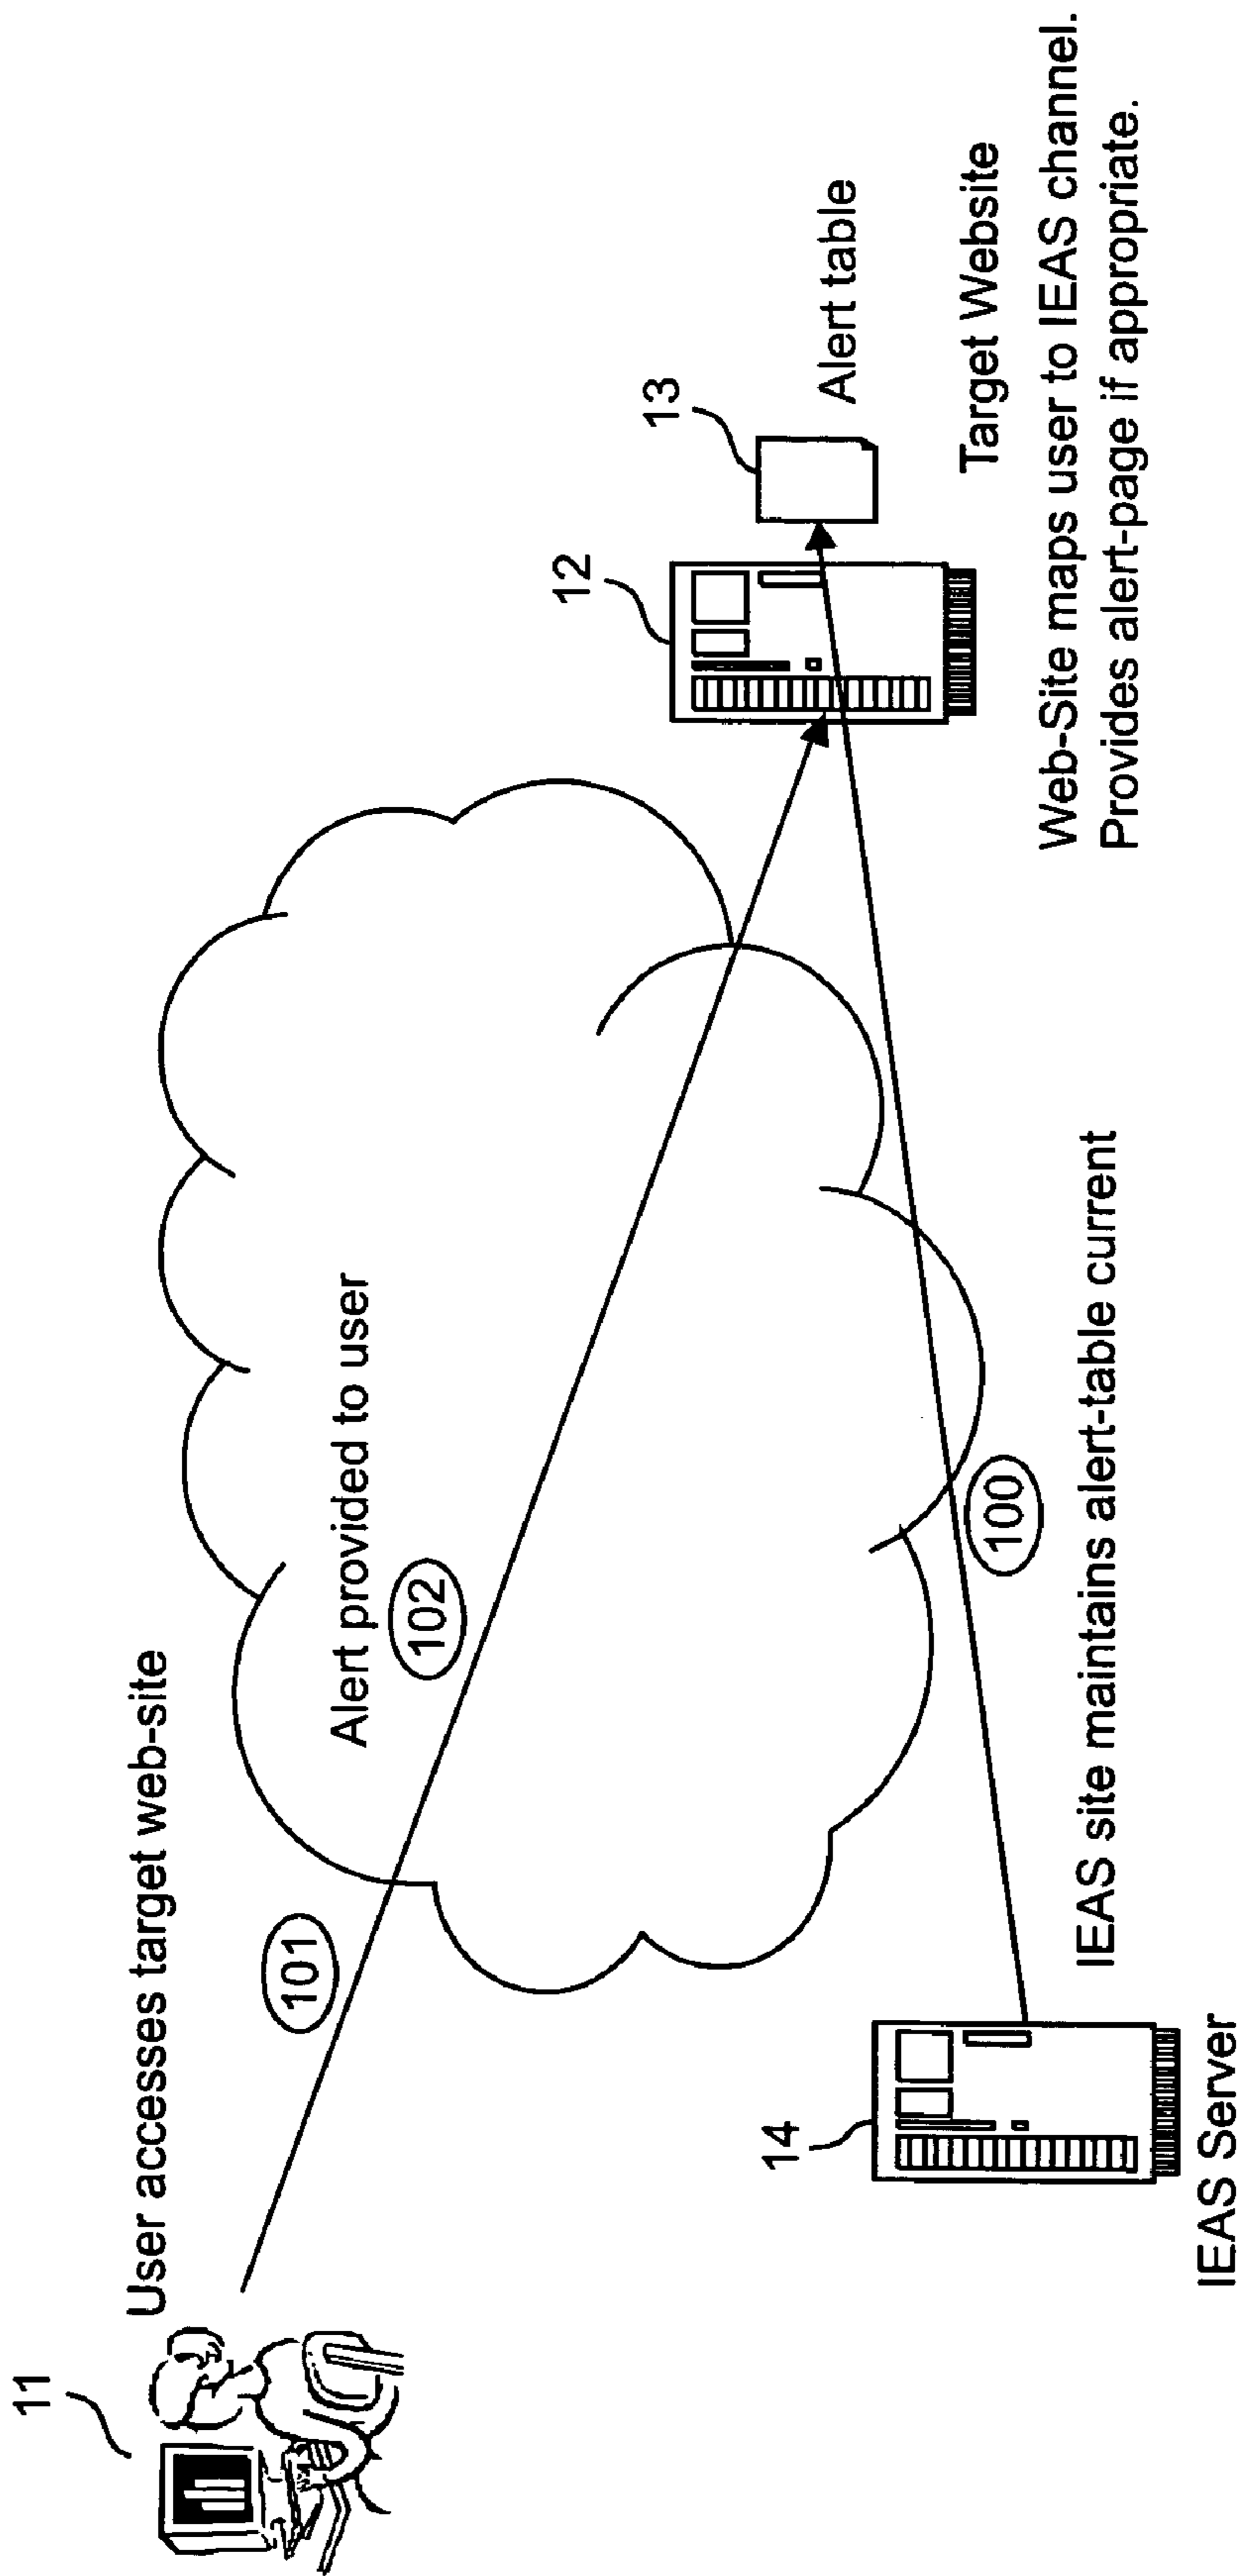 11
User accesses target web-site
101
Alert provided to user
102
12
13
Alert table
Target Website
Web-Site maps user to IEAS channel.
Provides alert-page if appropriate.
14
IEAS Server
100
IEAS site maintains alert-table current